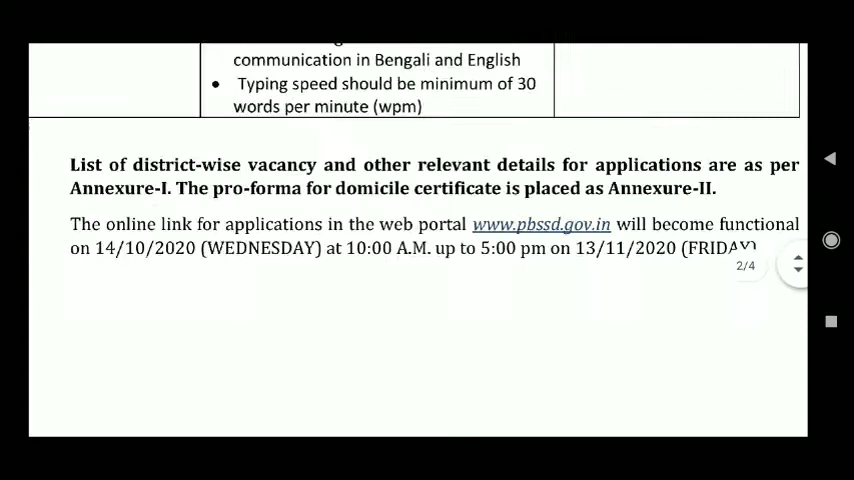 communication in Bengali and English
• Typing speed should be minimum of 30
words per minute (wpm)
List of district-wise vacancy and other relevant details for applications are as per
Annexure-I. The pro-forma for domicile certificate is placed as Annexure-II.
The online link for applications in the web portal www.pbssd.gov.in will become functional
on 14/10/2020 (WEDNESDAY) at 10:00 A.M. up to 5:00 pm on 13/11/2020 (FRIDAY)
2/4